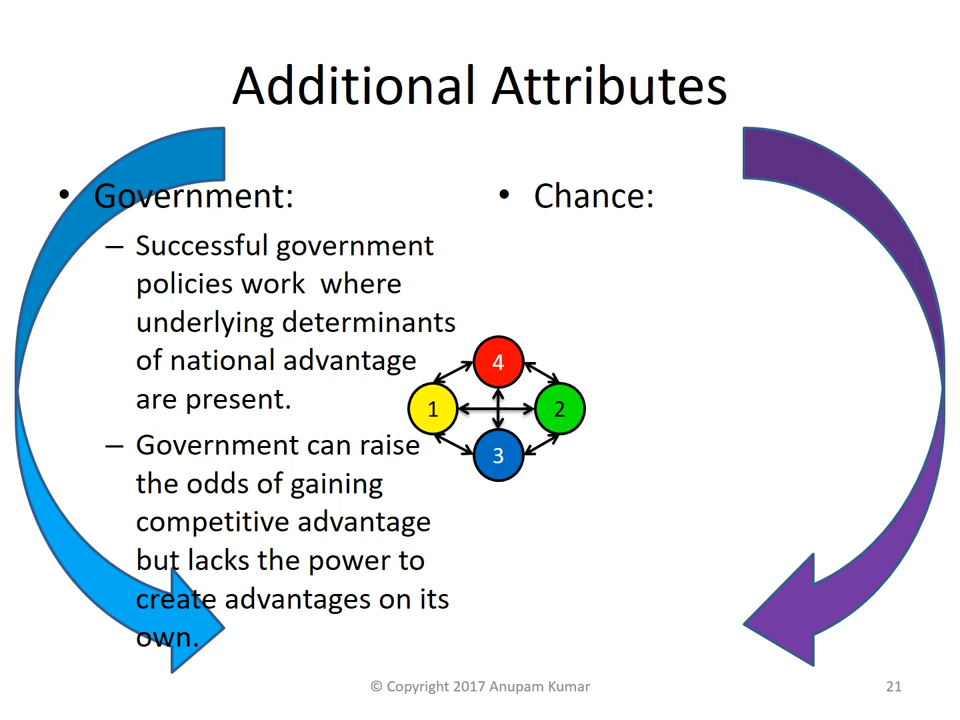 Additional Attributes
• Government:
– Successful government
policies work  where
underlying determinants
of national advantage
are present.
– Government can raise
the odds of gaining
competitive advantage
but lacks the power to
create advantages on its
own.
• Chance:
4
1
2
3
© Copyright 2017 Anupam Kumar
21